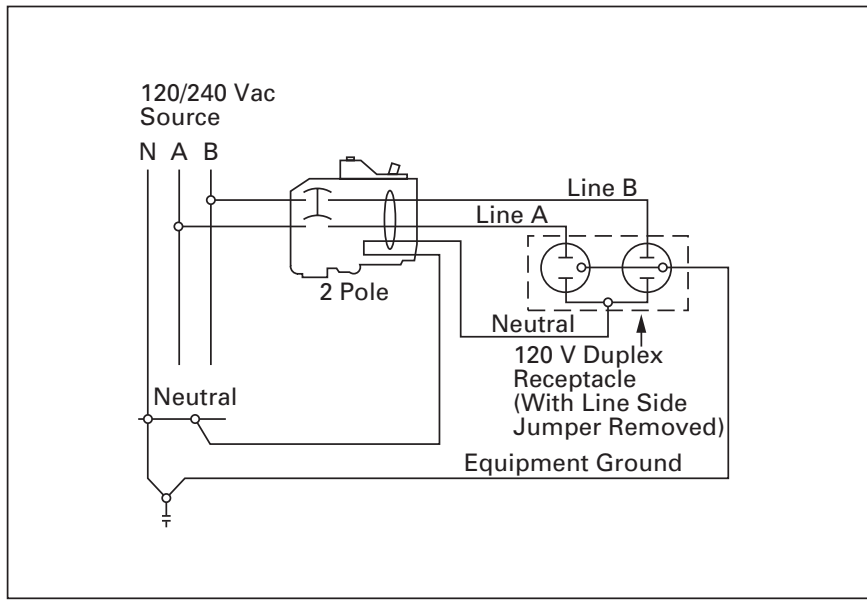 120/240 Vac
Source
N A B
Line B
Line A
2 Pole
Neutral
120 V Duplex
Receptacle
(With Line Side
Jumper Removed)
Neutral
Equipment Ground